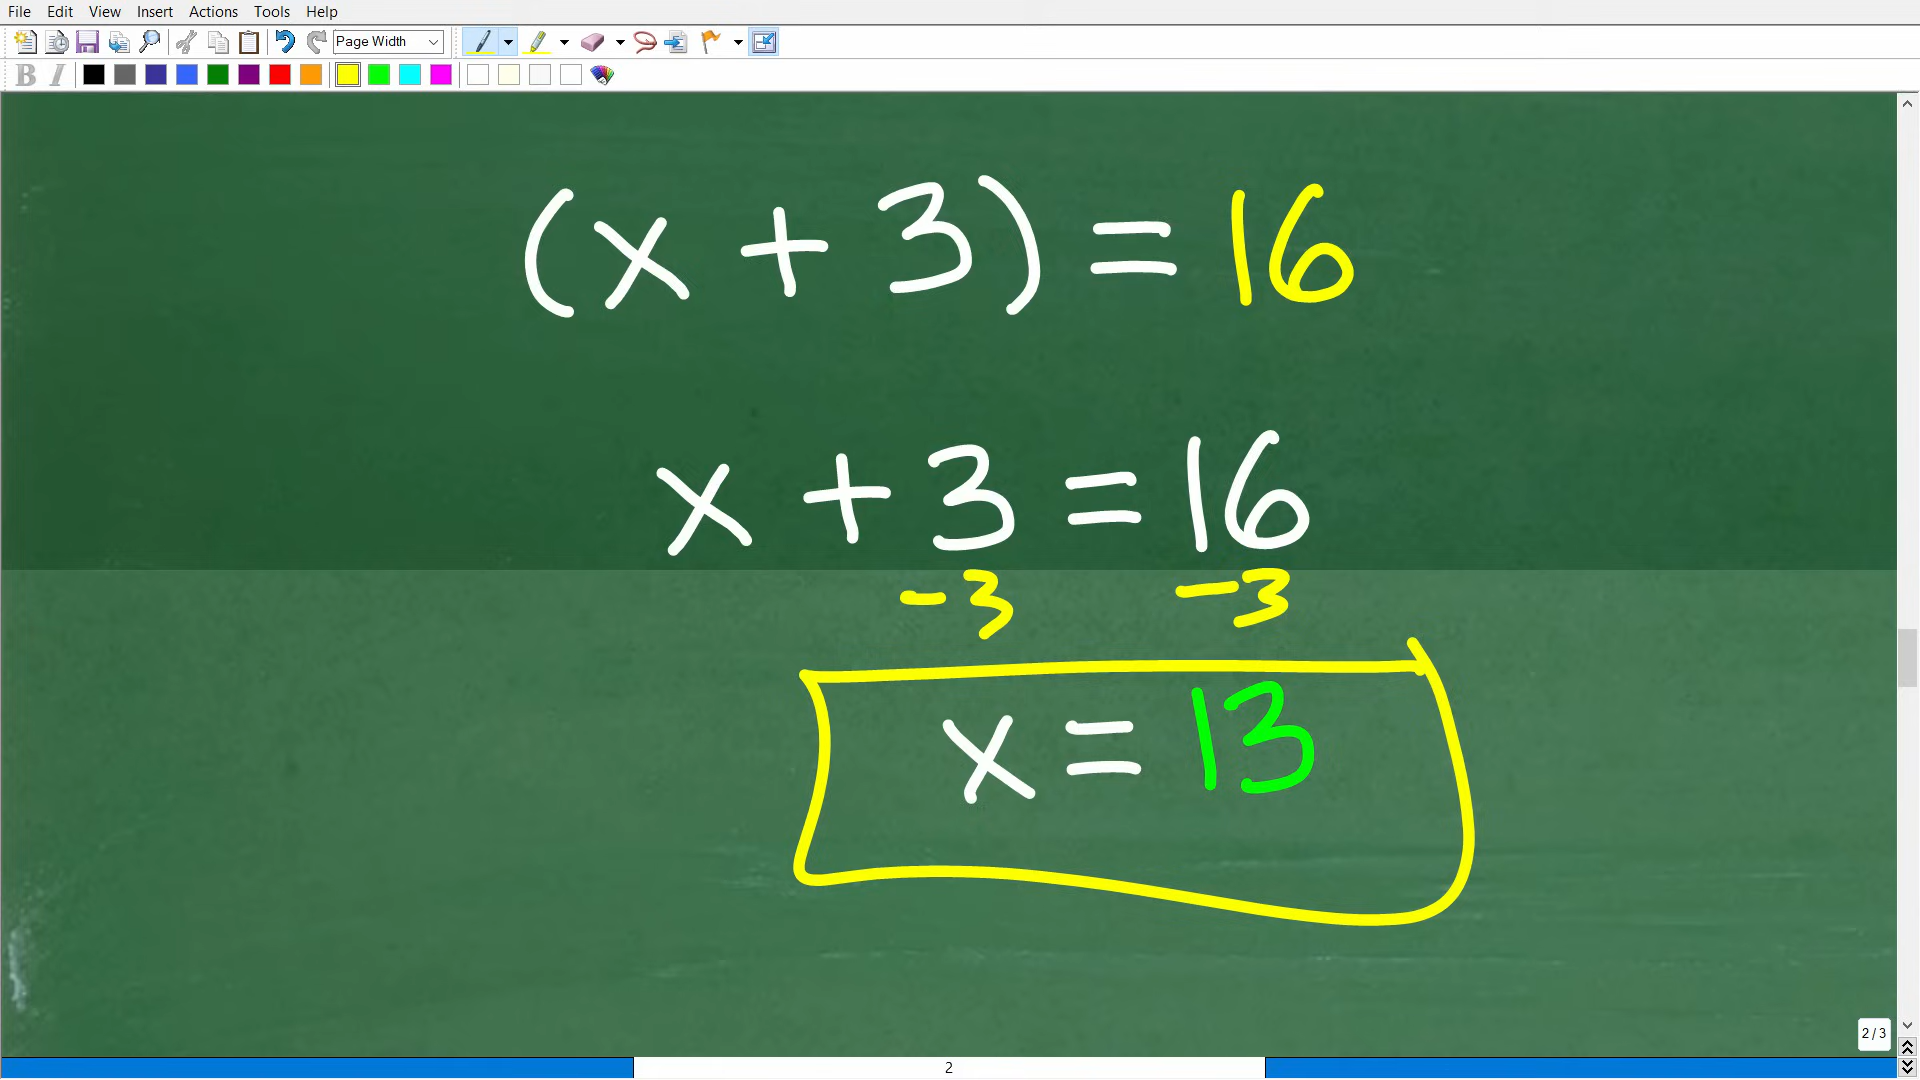 File Edit View Insert Actions Tools Help
Page Width
B I
(x + 3) = 16
x + 3 = 16
-3 -3
x = 13
2 / 3
2